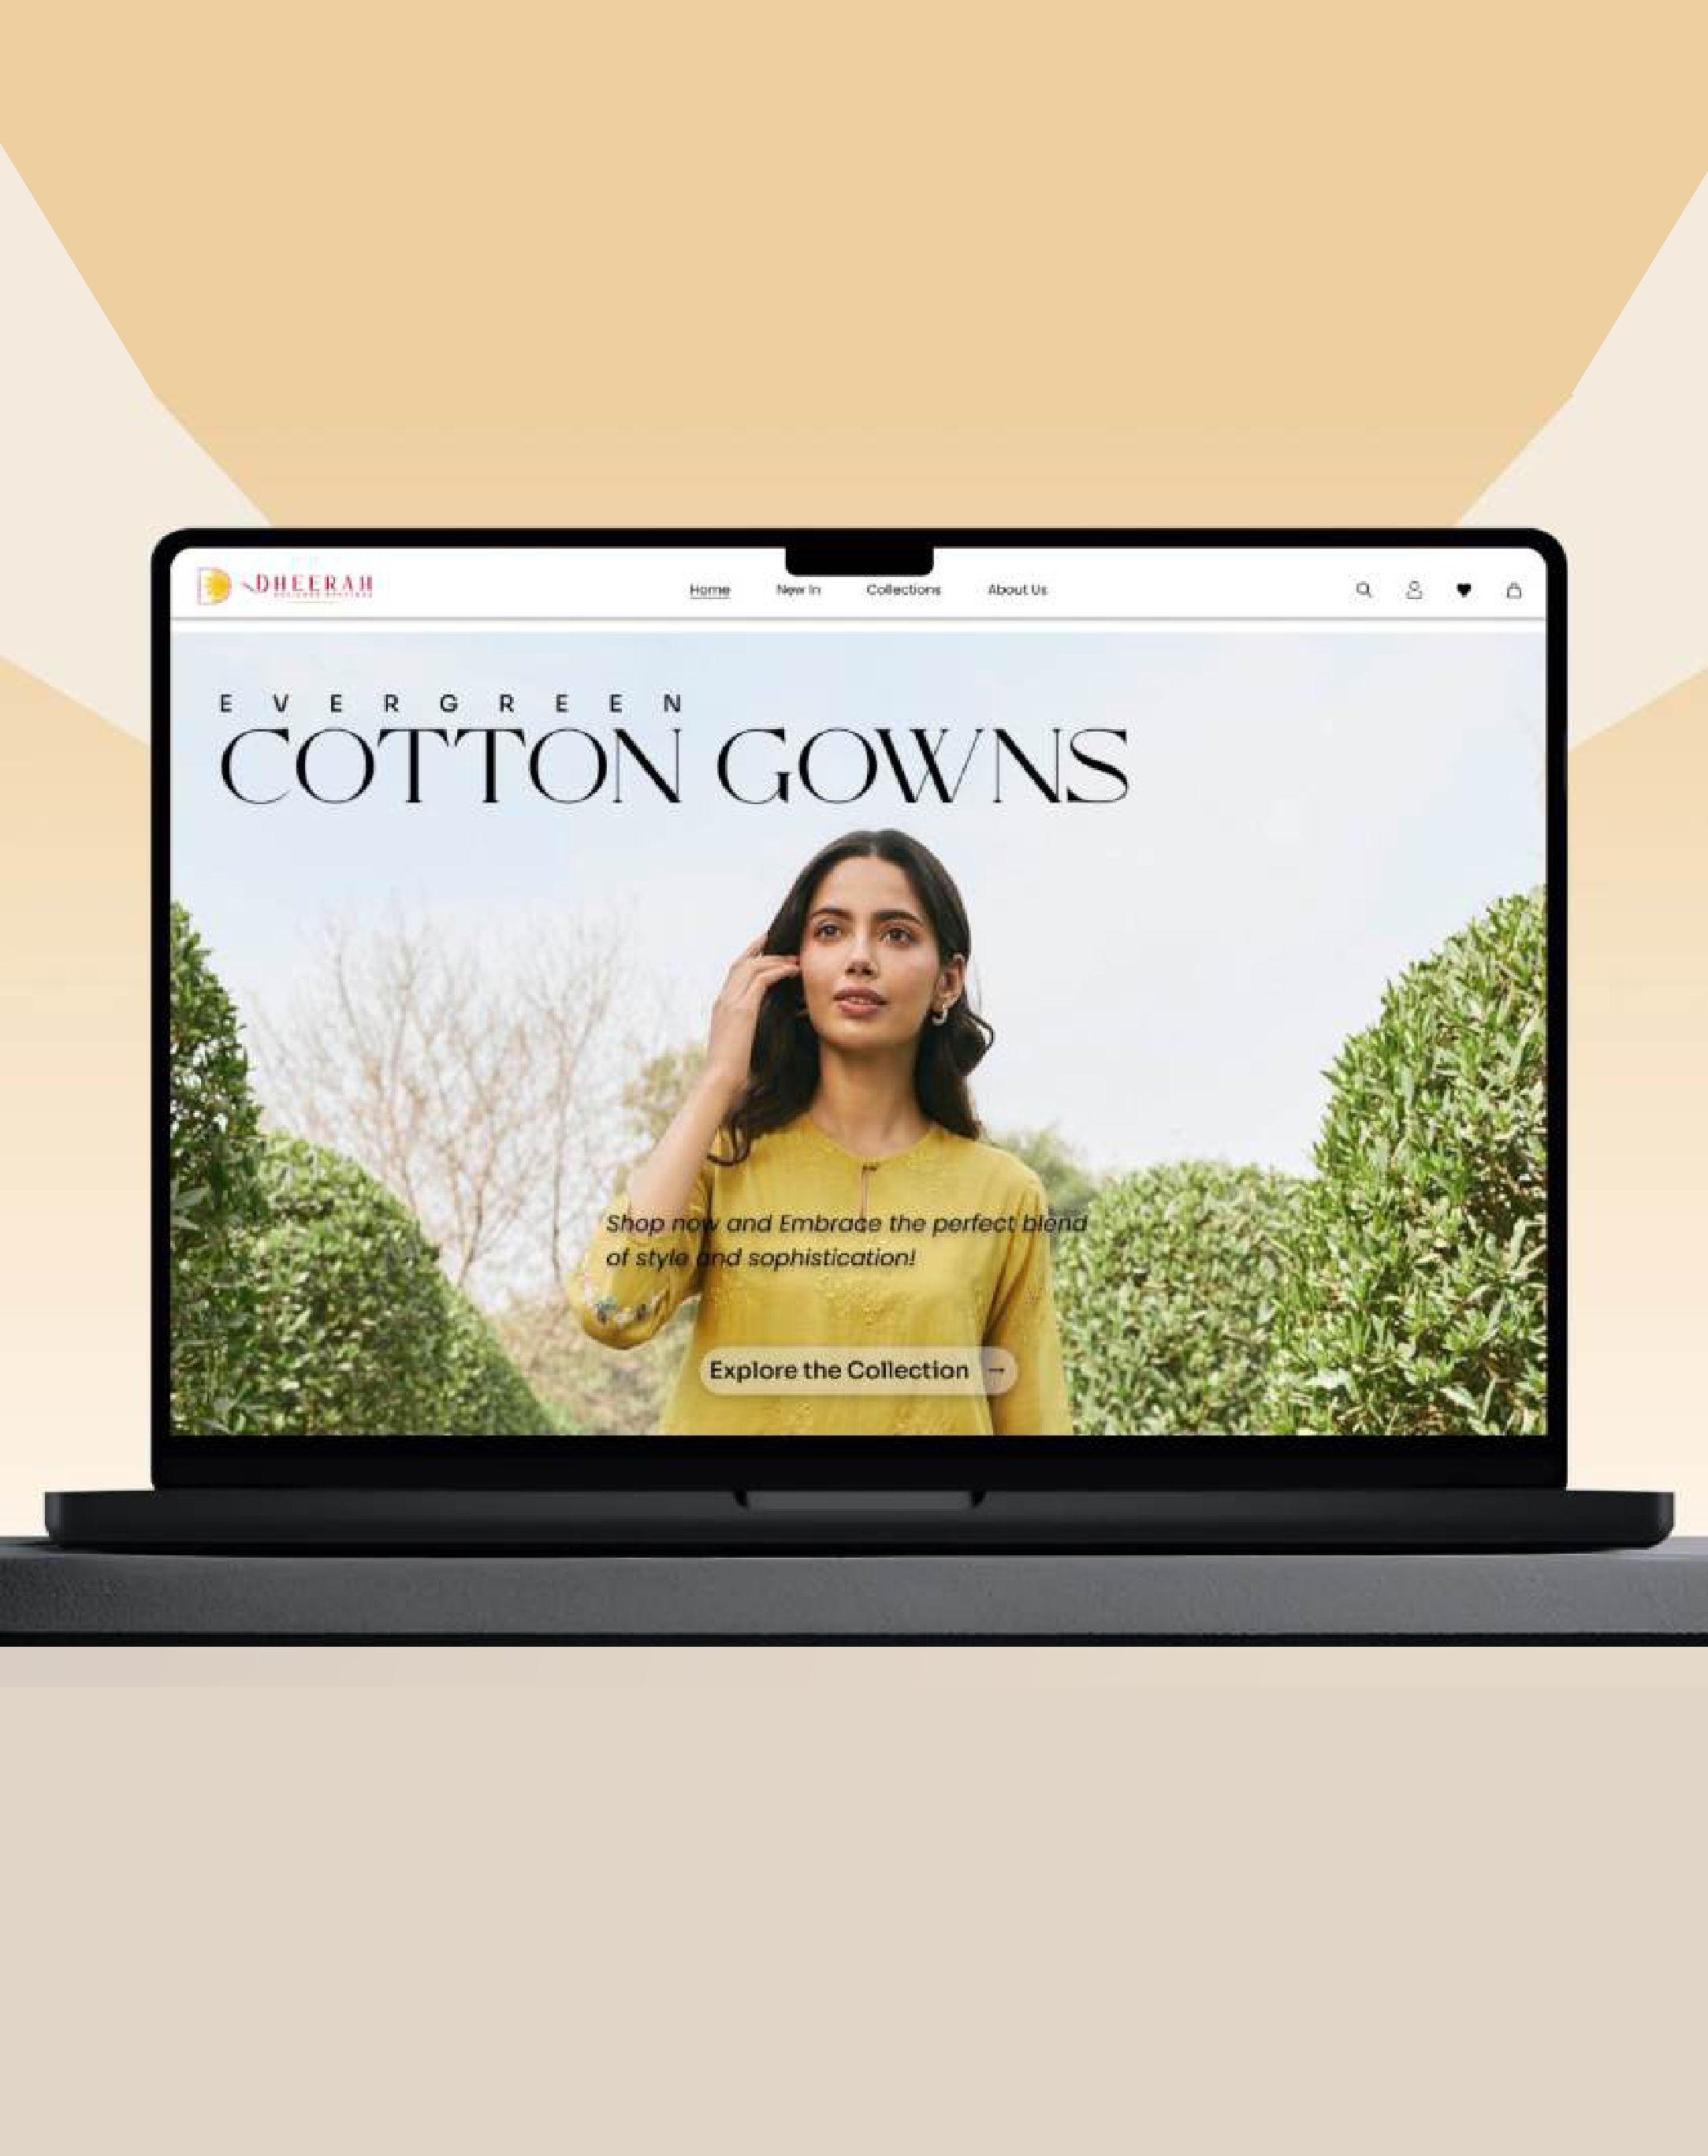 DHEERAH
Home New In Collections About Us
EVERGREEN
COTTON GOWNS
Shop now and Embrace the perfect blend
of style and sophistication!
Explore the Collection →